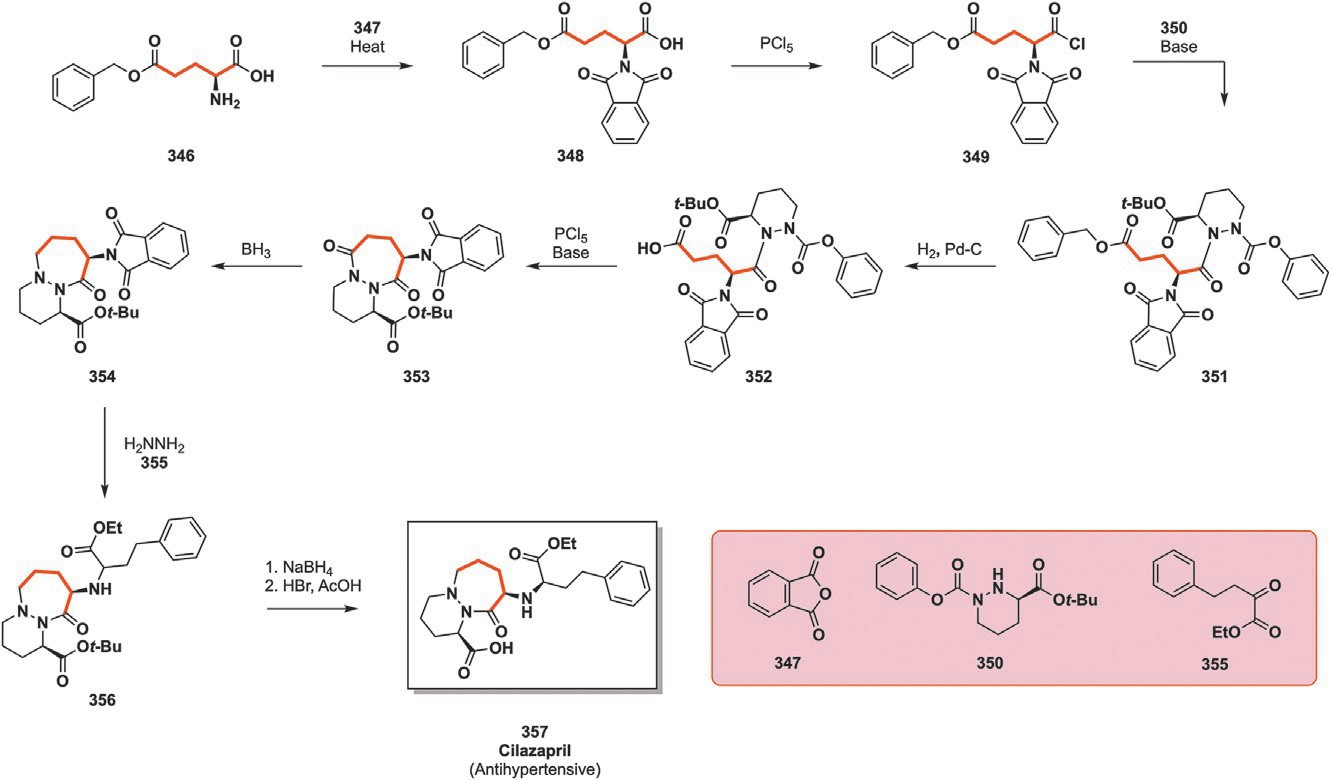 O
O
O
OH
NH2
346
347
Heat
O
O
O
OH
N
O
O
348
PCl5
O
O
O
Cl
N
O
O
349
350
Base
t-BuO
O
N
N
O
O
O
O
O
N
O
O
351
H2, Pd-C
t-BuO
O
HO
O
N
N
O
O
O
N
O
O
352
PCl5
Base
O
O
N
O
N
N
O
Ot-Bu
O
353
BH3
O
N
O
N
N
O
Ot-Bu
O
354
H2NNH2
355
OEt
O
NH
N
N
O
Ot-Bu
O
356
1. NaBH4
2. HBr, AcOH
OEt
O
N
H
N
N
O
OH
O
357
Cilazapril
(Antihypertensive)
O
O
O
347
O
O
N
H
N
O
Ot-Bu
350
O
EtO
O
355